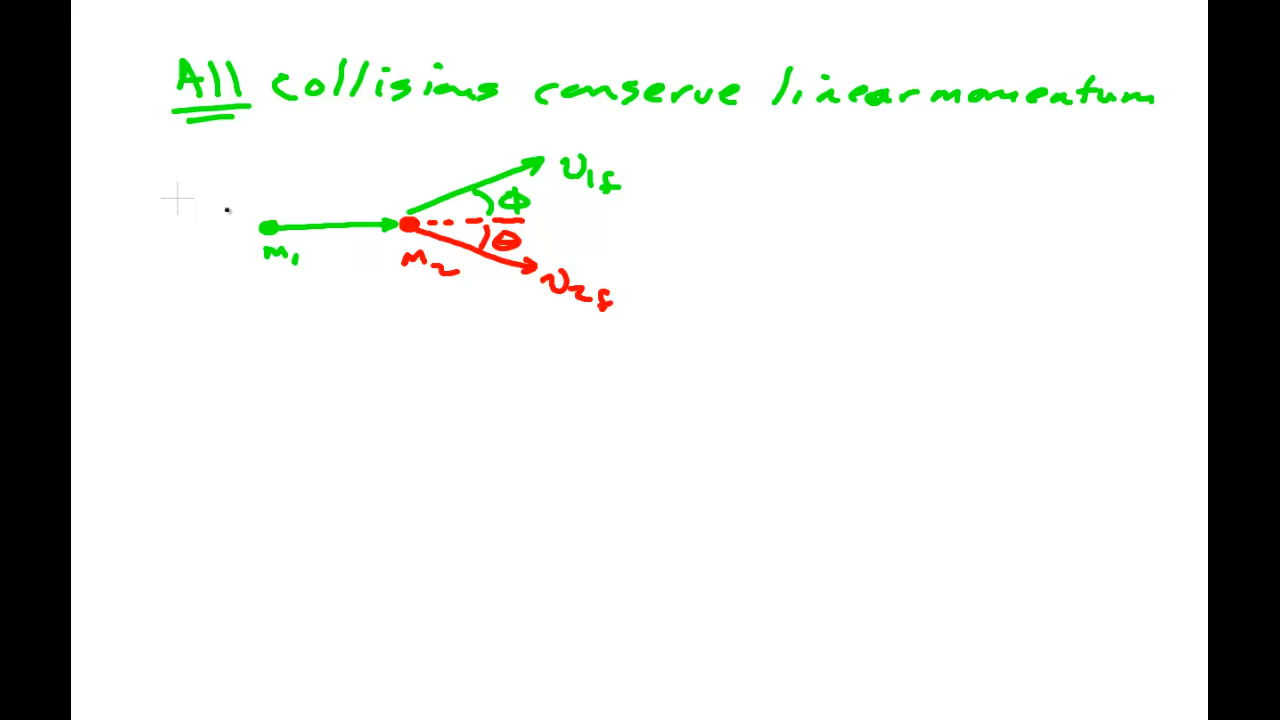 All collisions conserve linear momentum
v1f
ϕ
m1
θ
m2
v2f